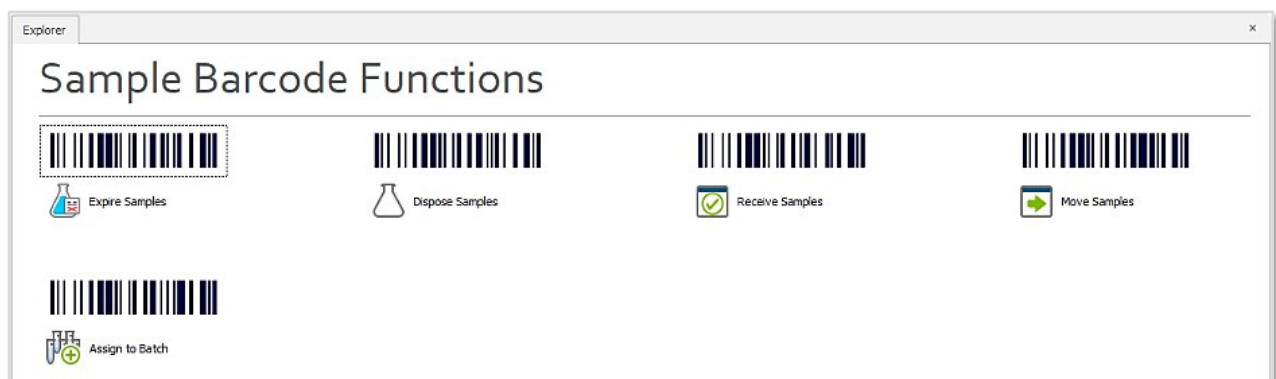 Explorer
Sample Barcode Functions
Expire Samples
Dispose Samples
Receive Samples
Move Samples
Assign to Batch